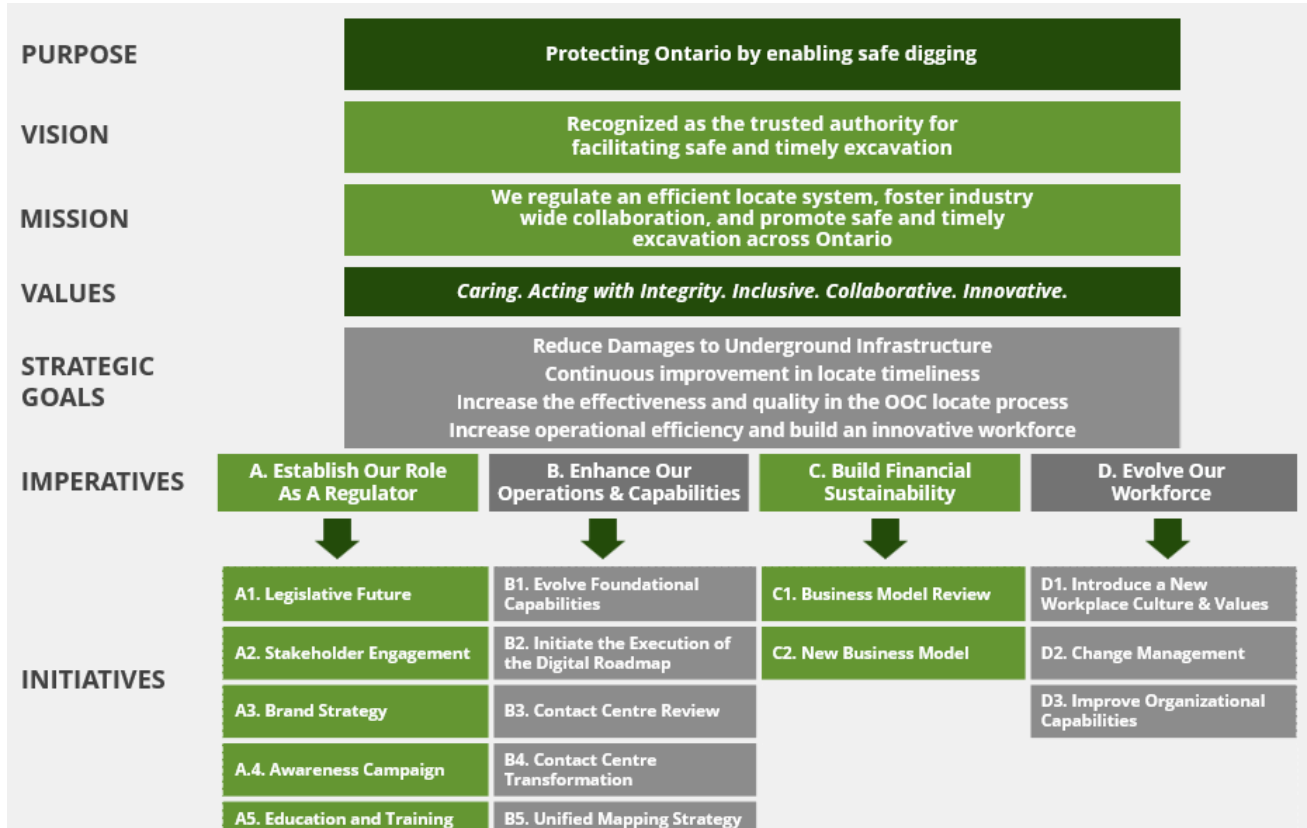 PURPOSE
Protecting Ontario by enabling safe digging
VISION
Recognized as the trusted authority for
facilitating safe and timely excavation
MISSION
We regulate an efficient locate system, foster industry
wide collaboration, and promote safe and timely
excavation across Ontario
VALUES
Caring. Acting with Integrity. Inclusive. Collaborative. Innovative.
STRATEGIC
GOALS
Reduce Damages to Underground Infrastructure
Continuous improvement in locate timeliness
Increase the effectiveness and quality in the OOC locate process
Increase operational efficiency and build an innovative workforce
IMPERATIVES
A. Establish Our Role
As A Regulator
B. Enhance Our
Operations & Capabilities
C. Build Financial
Sustainability
D. Evolve Our
Workforce
INITIATIVES
A1. Legislative Future
A2. Stakeholder Engagement
A3. Brand Strategy
A.4. Awareness Campaign
A5. Education and Training
B1. Evolve Foundational
Capabilities
B2. Initiate the Execution of
the Digital Roadmap
B3. Contact Centre Review
B4. Contact Centre
Transformation
B5. Unified Mapping Strategy
C1. Business Model Review
C2. New Business Model
D1. Introduce a New
Workplace Culture & Values
D2. Change Management
D3. Improve Organizational
Capabilities